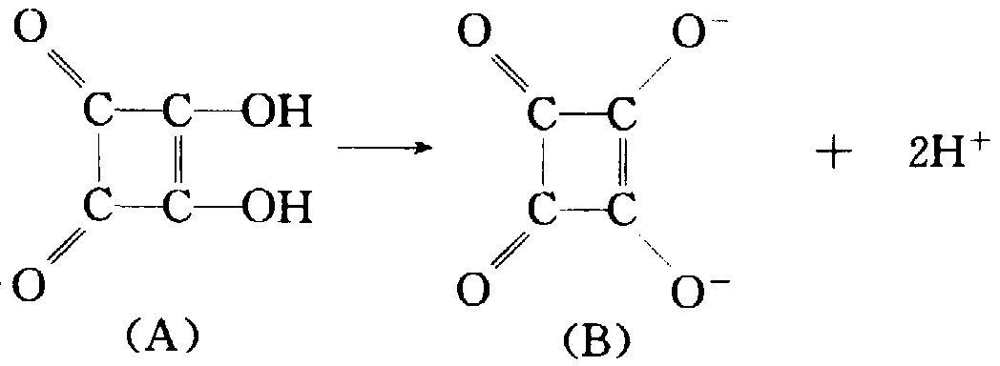 O O O⁻
C C OH C C
+ 2H⁺
C C OH C C
O O O⁻
(A) (B)